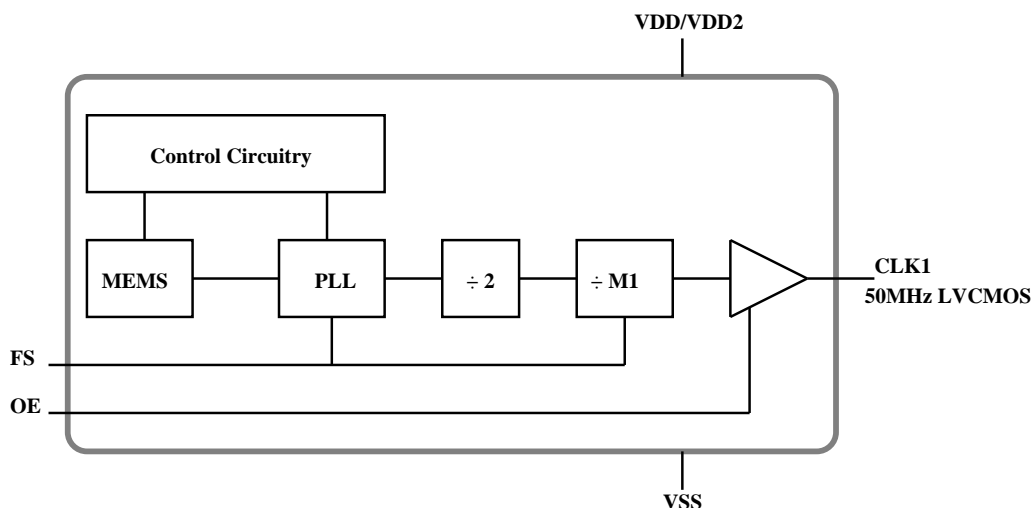 VDD/VDD2
Control Circuitry
MEMS
PLL
÷ 2
÷ M1
CLK1
50MHz LVCMOS
FS
OE
VSS